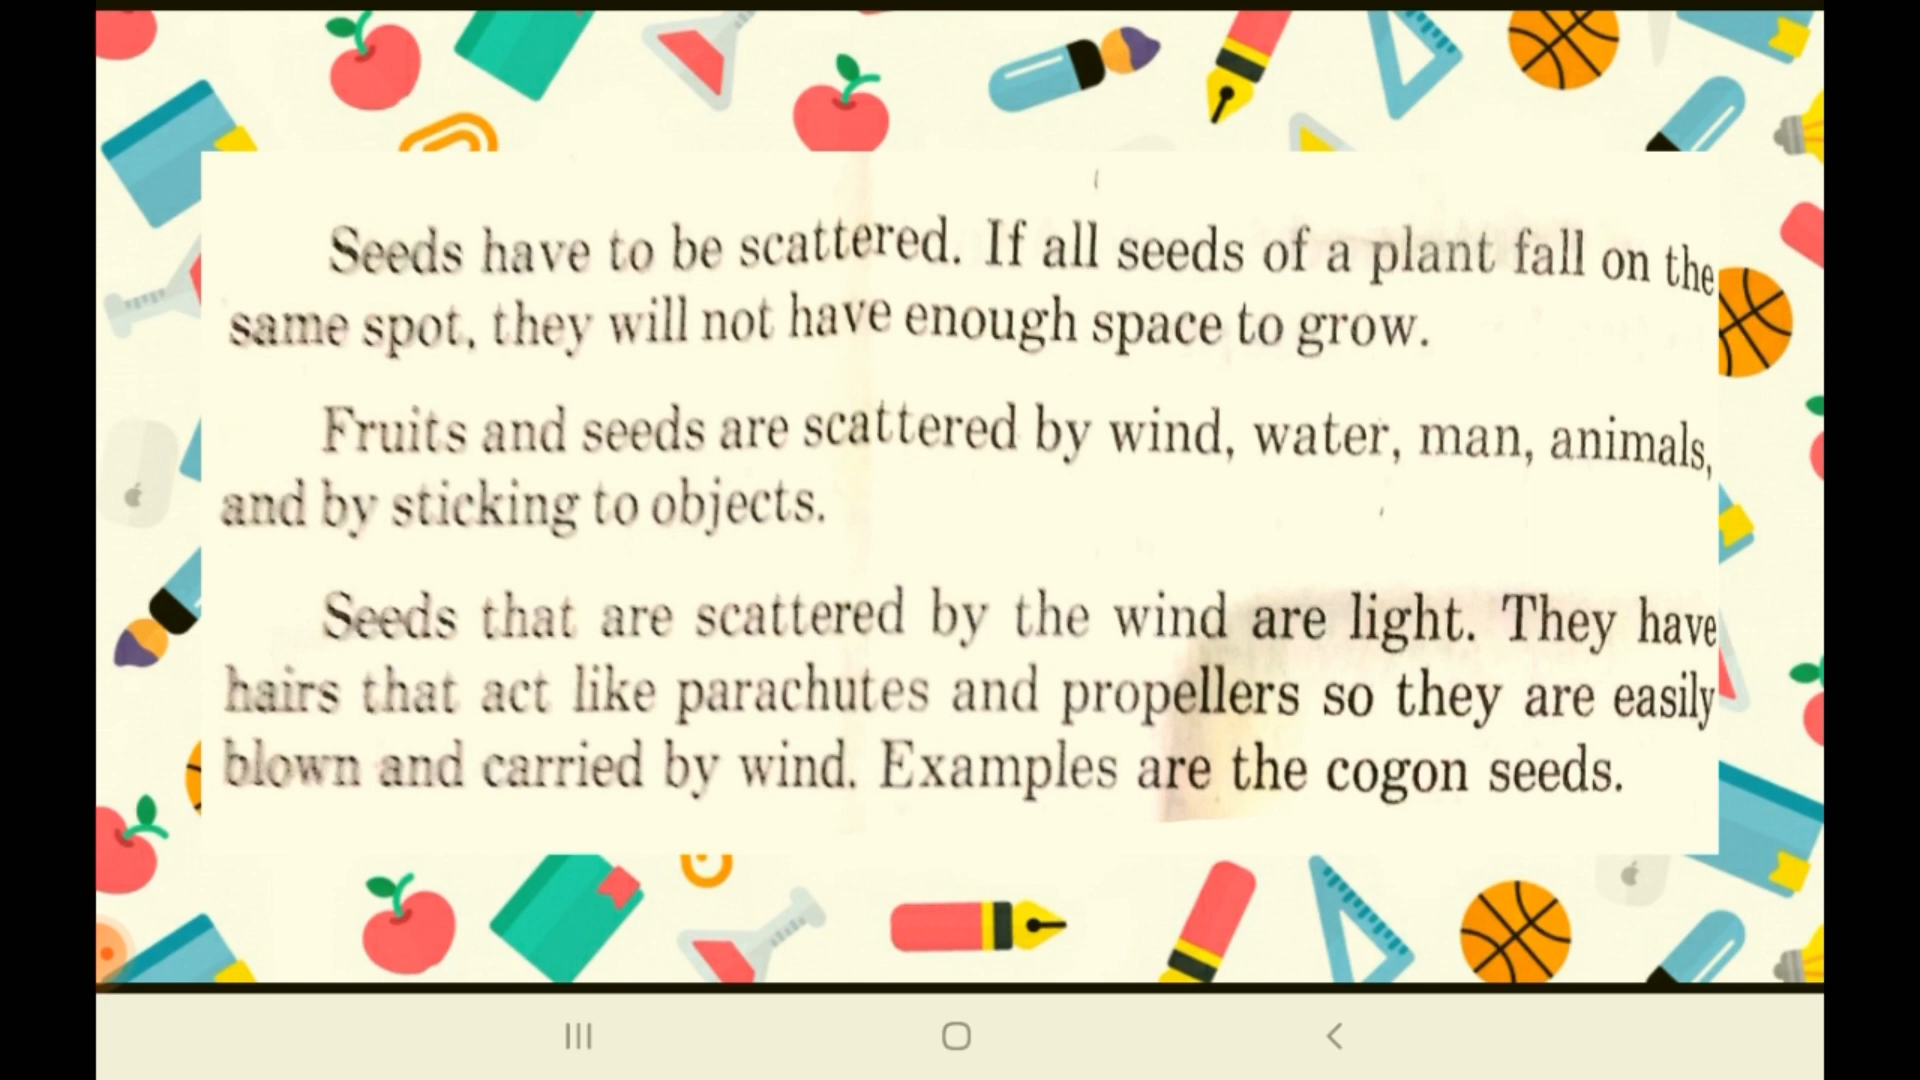 Seeds have to be scattered. If all seeds of a plant fall on the
same spot, they will not have enough space to grow.
Fruits and seeds are scattered by wind, water, man, animals,
and by sticking to objects.
Seeds that are scattered by the wind are light. They have
hairs that act like parachutes and propellers so they are easily
blown and carried by wind. Examples are the cogon seeds.